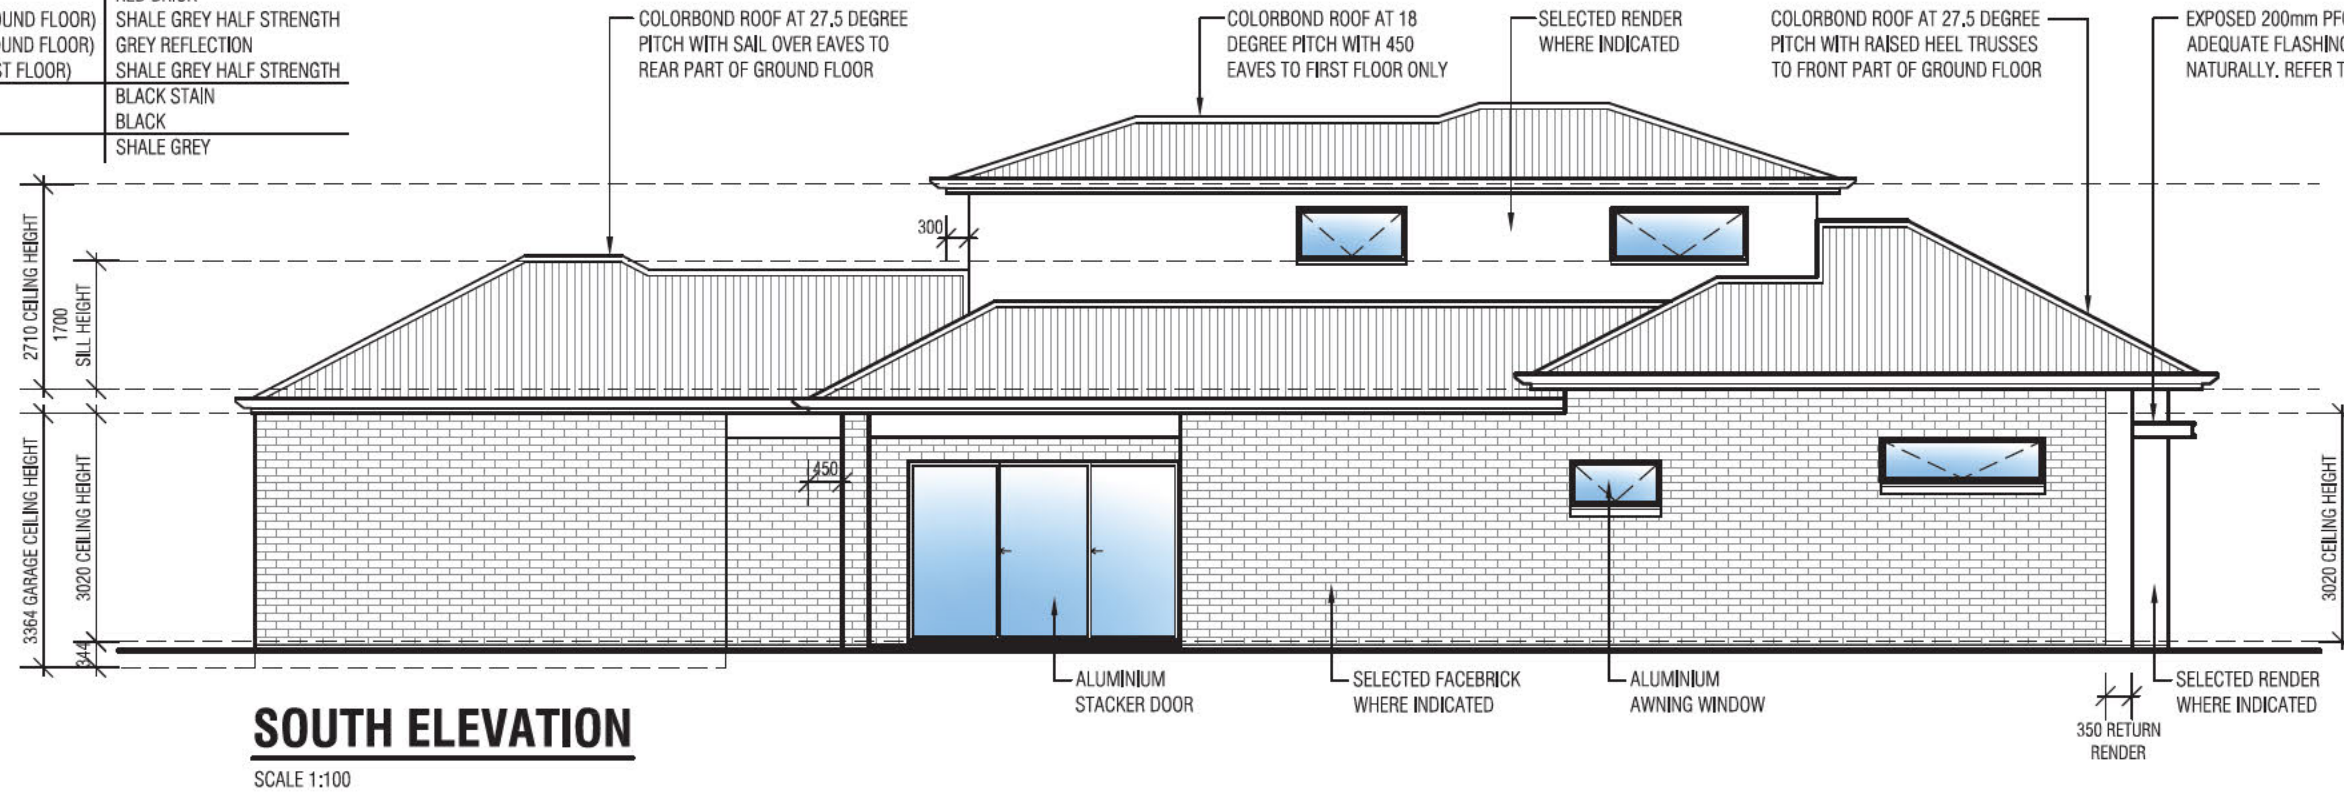 RED BRICK
OUND FLOOR) SHALE GREY HALF STRENGTH
UND FLOOR) GREY REFLECTION
ST FLOOR) SHALE GREY HALF STRENGTH
BLACK STAIN
BLACK
SHALE GREY
COLORBOND ROOF AT 27.5 DEGREE
PITCH WITH SAIL OVER EAVES TO
REAR PART OF GROUND FLOOR
COLORBOND ROOF AT 18
DEGREE PITCH WITH 450
EAVES TO FIRST FLOOR ONLY
SELECTED RENDER
WHERE INDICATED
COLORBOND ROOF AT 27.5 DEGREE
PITCH WITH RAISED HEEL TRUSSES
TO FRONT PART OF GROUND FLOOR
EXPOSED 200mm PFC
ADEQUATE FLASHING
NATURALLY. REFER T
2710 CEILING HEIGHT
1700
SILL HEIGHT
300
3364 GARAGE CEILING HEIGHT
3020 CEILING HEIGHT
344
450
3020 CEILING HEIGHT
ALUMINIUM
STACKER DOOR
SELECTED FACEBRICK
WHERE INDICATED
ALUMINIUM
AWNING WINDOW
SELECTED RENDER
WHERE INDICATED
350 RETURN
RENDER
SOUTH ELEVATION
SCALE 1:100